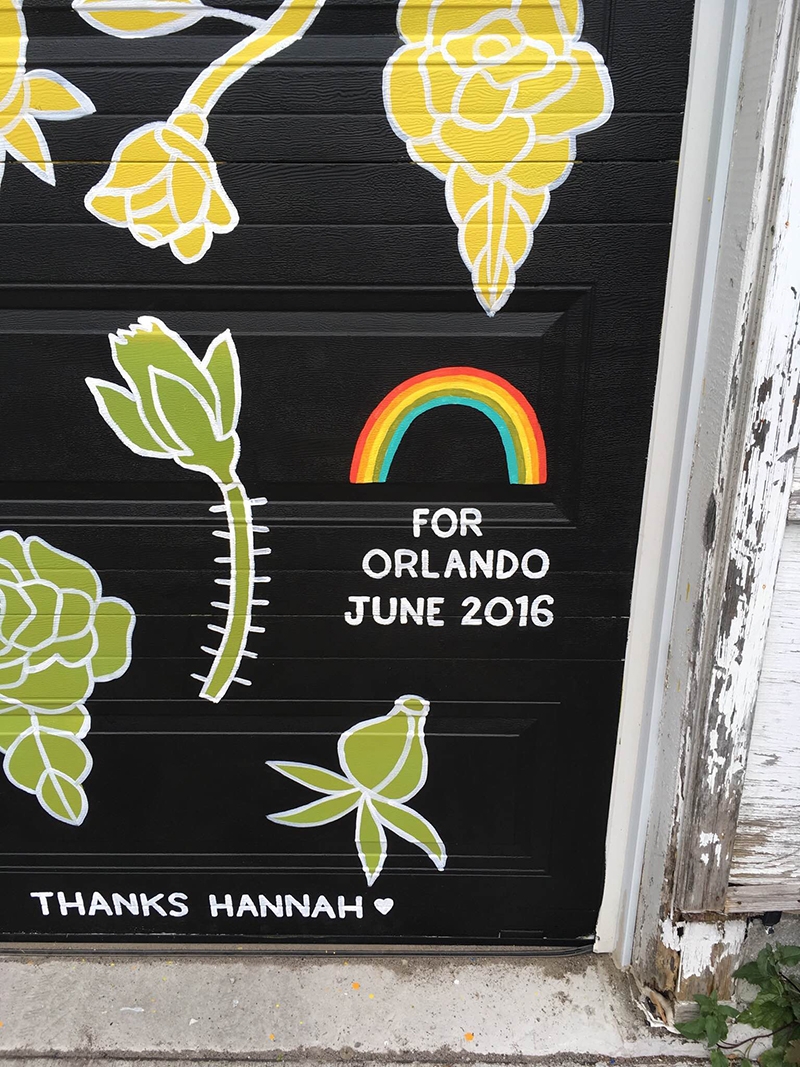 FOR
ORLANDO
JUNE 2016
THANKS HANNAH ♥